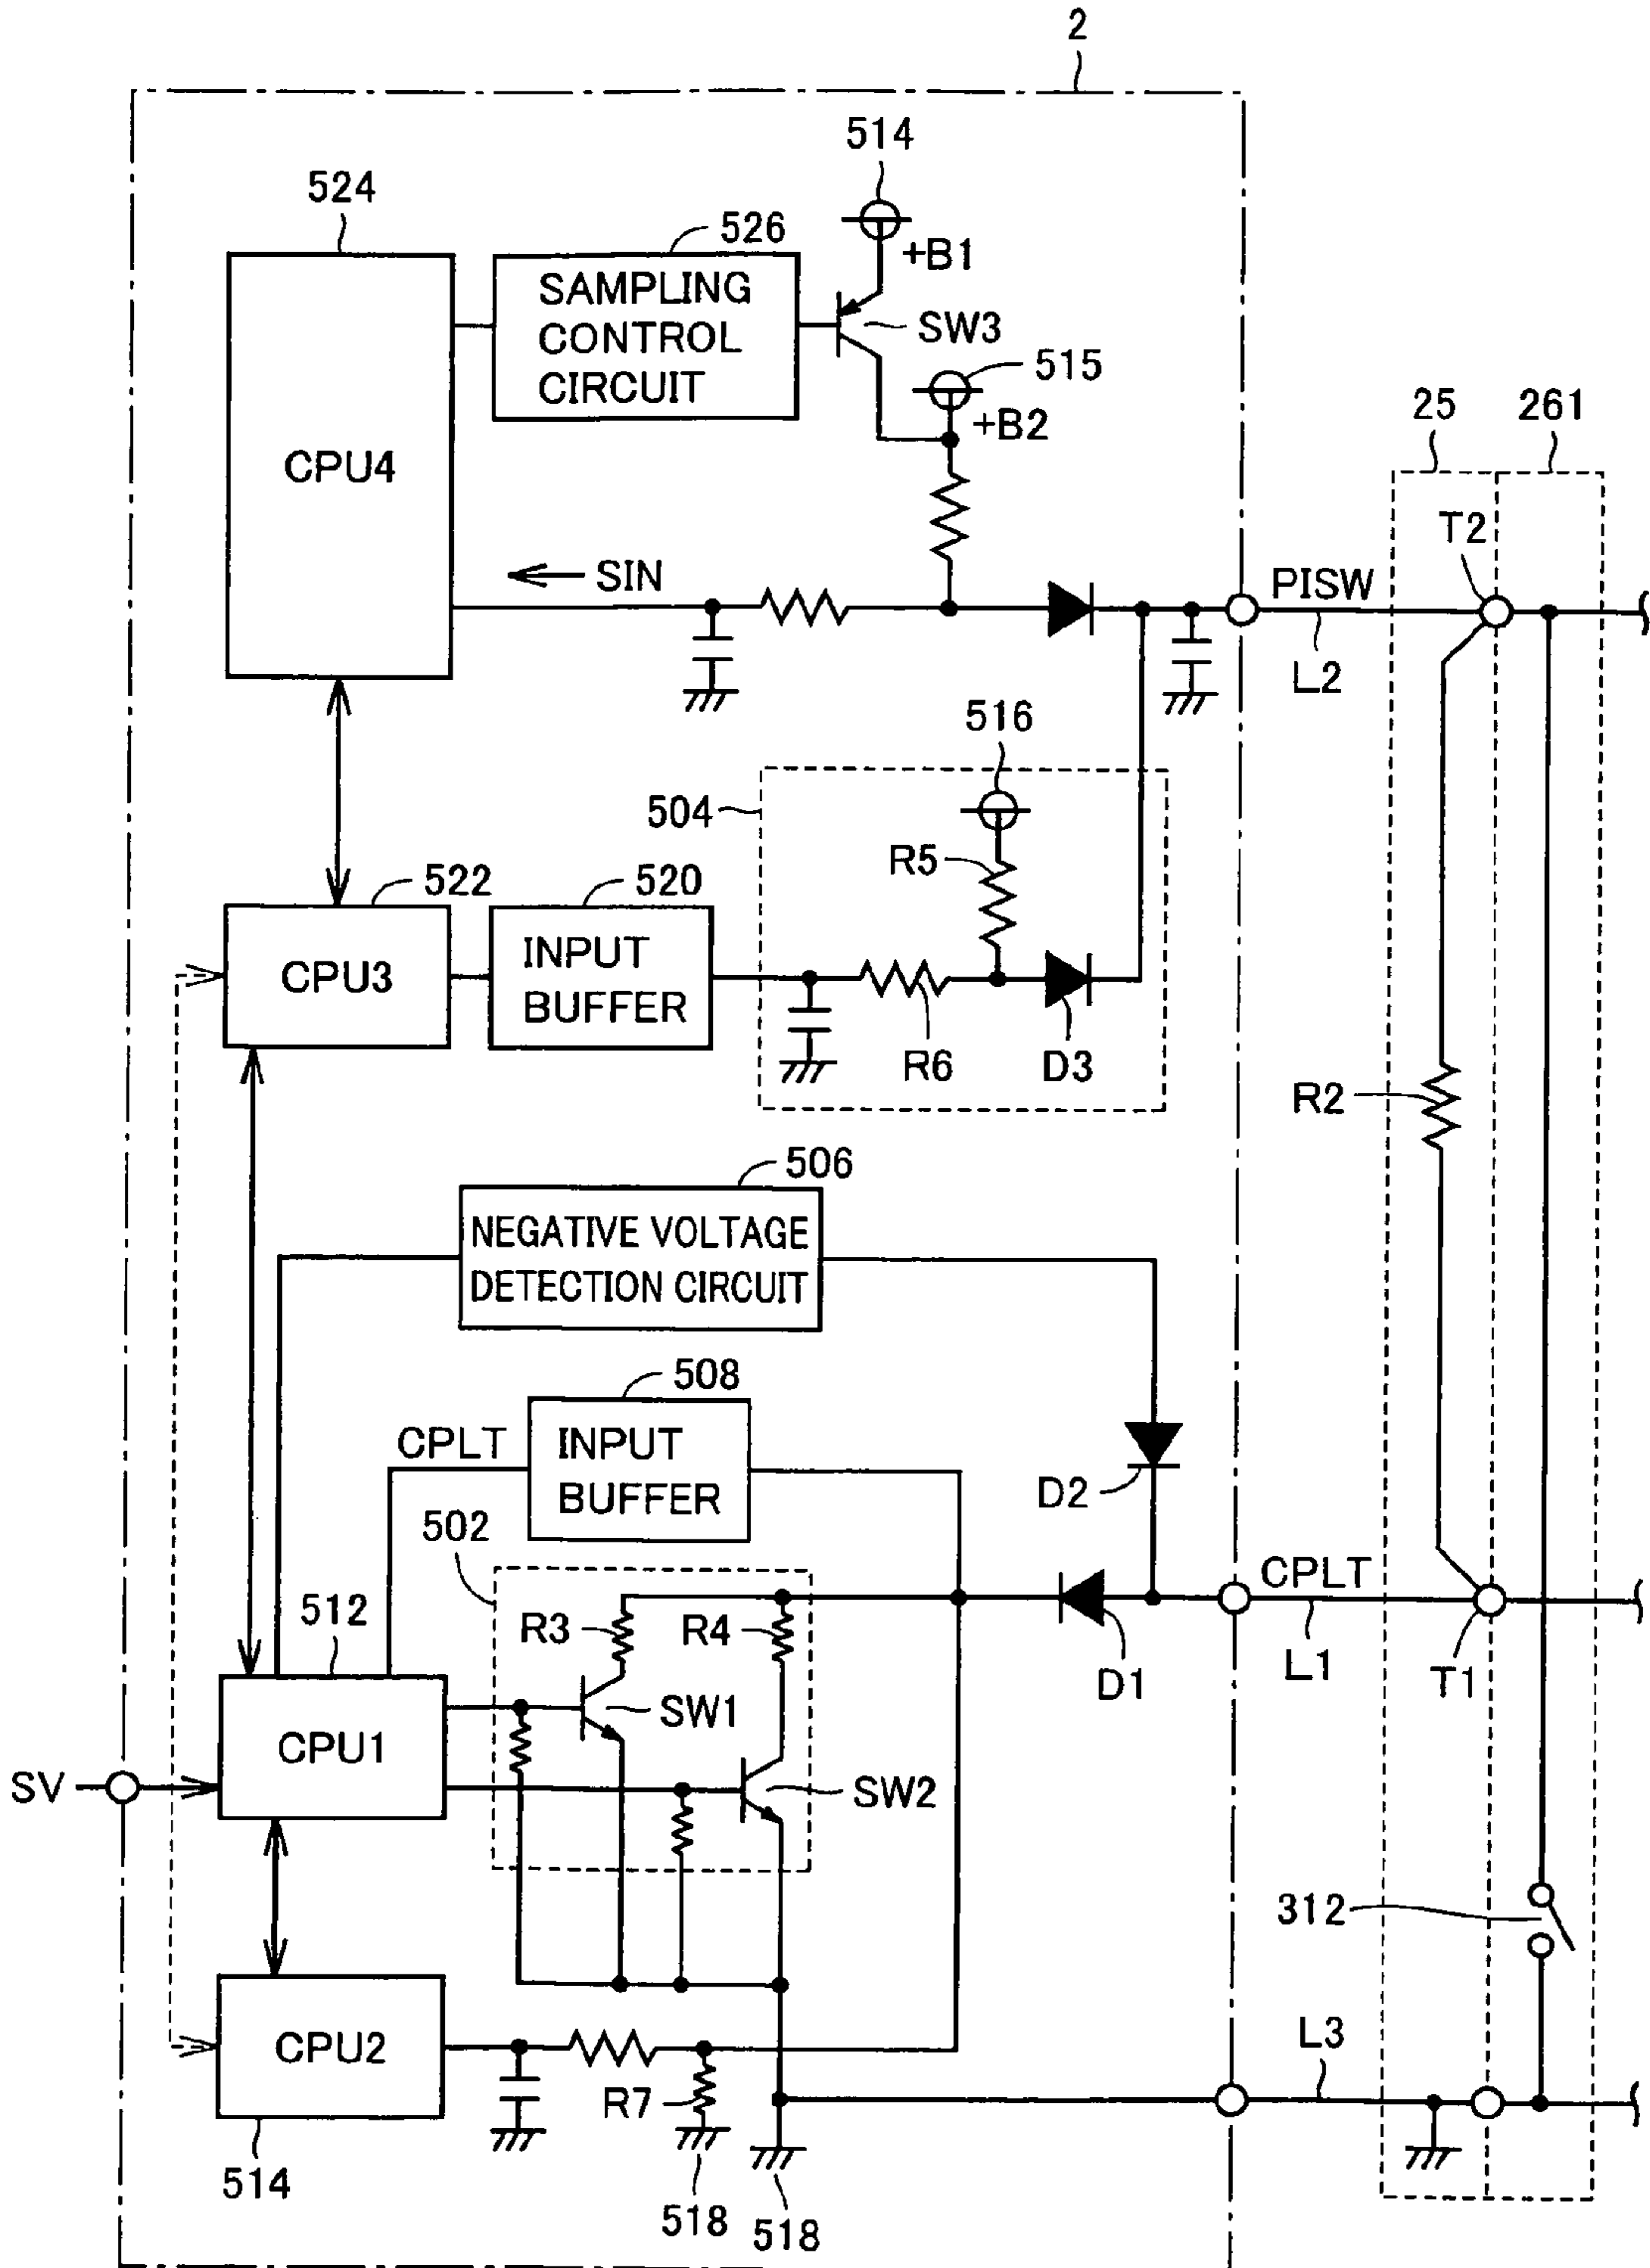 2
514
524
526
+B1
SAMPLING
CONTROL
CIRCUIT
SW3
515
+B2
25
261
CPU4
T2
SIN
PISW
L2
516
504
R5
522
520
CPU3
INPUT
BUFFER
R6
D3
R2
506
NEGATIVE VOLTAGE
DETECTION CIRCUIT
508
CPLT
INPUT
BUFFER
D2
502
CPLT
512
R3
R4
D1
L1
T1
SW1
CPU1
SV
SW2
312
CPU2
L3
R7
514
518
518